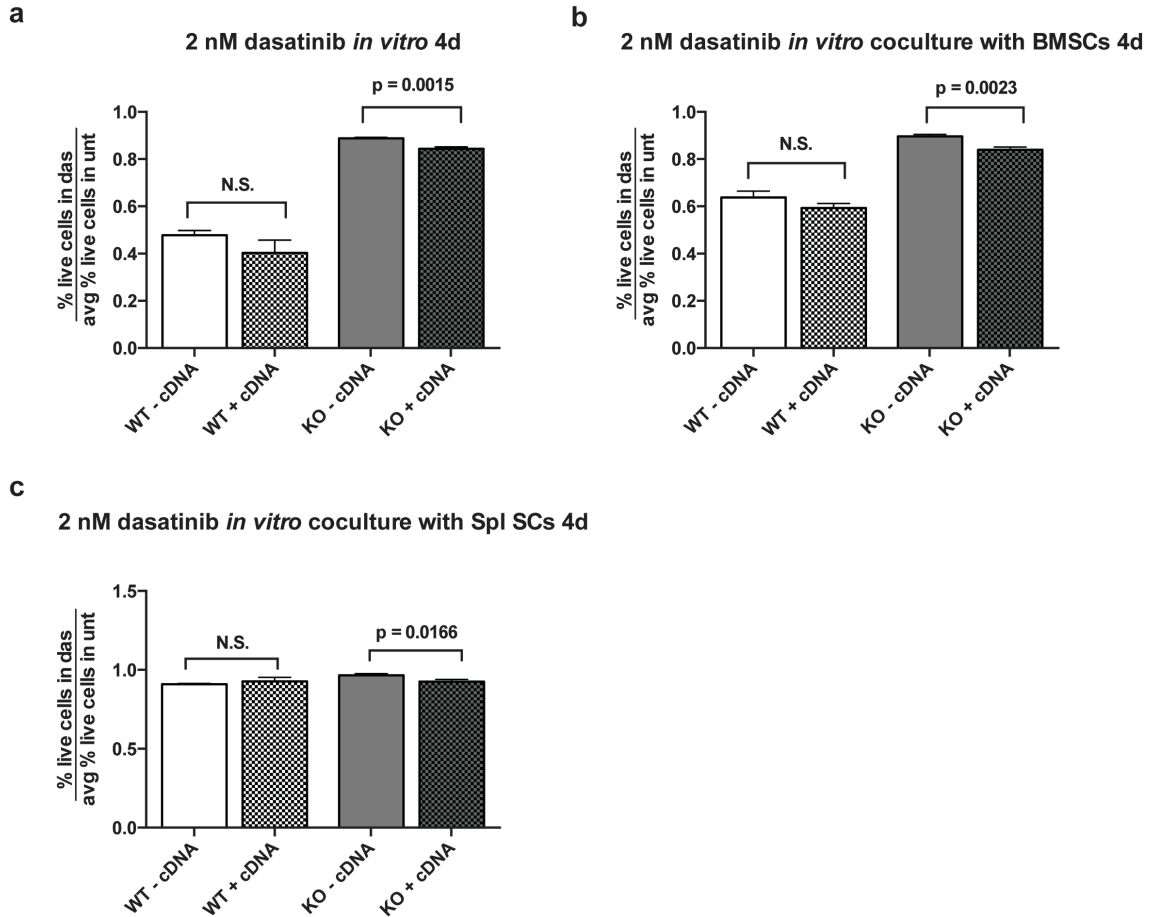 a
2 nM dasatinib in vitro 4d
% live cells in das
avg % live cells in unt
1.0
0.8
0.6
0.4
0.2
0.0
N.S.
p = 0.0015
WT - cDNA
WT + cDNA
KO - cDNA
KO + cDNA
b
2 nM dasatinib in vitro coculture with BMSCs 4d
% live cells in das
avg % live cells in unt
1.0
0.8
0.6
0.4
0.2
0.0
N.S.
p = 0.0023
WT - cDNA
WT + cDNA
KO - cDNA
KO + cDNA
c
2 nM dasatinib in vitro coculture with Spl SCs 4d
% live cells in das
avg % live cells in unt
1.5
1.0
0.5
0.0
N.S.
p = 0.0166
WT - cDNA
WT + cDNA
KO - cDNA
KO + cDNA